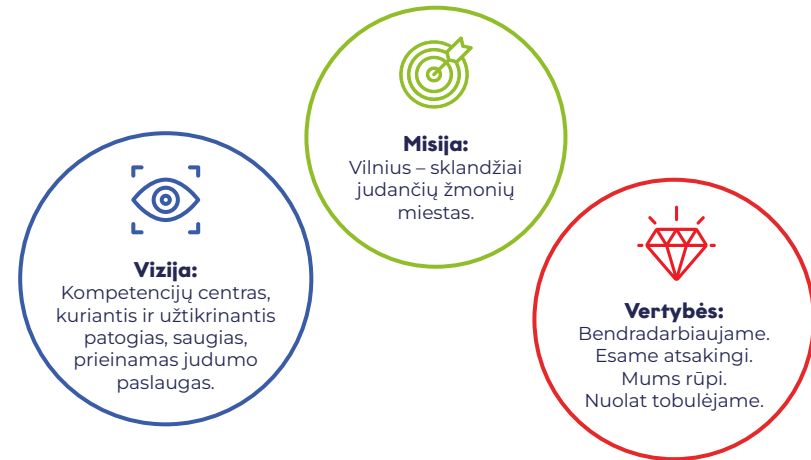 Vizija:
Kompetencijų centras,
kuriantis ir užtikrinantis
patogias, saugias,
prieinamas judumo
paslaugas.
Misija:
Vilnius – sklandžiai
judančių žmonių
miestas.
Vertybės:
Bendradarbiaujame.
Esame atsakingi.
Mums rūpi.
Nuolat tobulėjame.